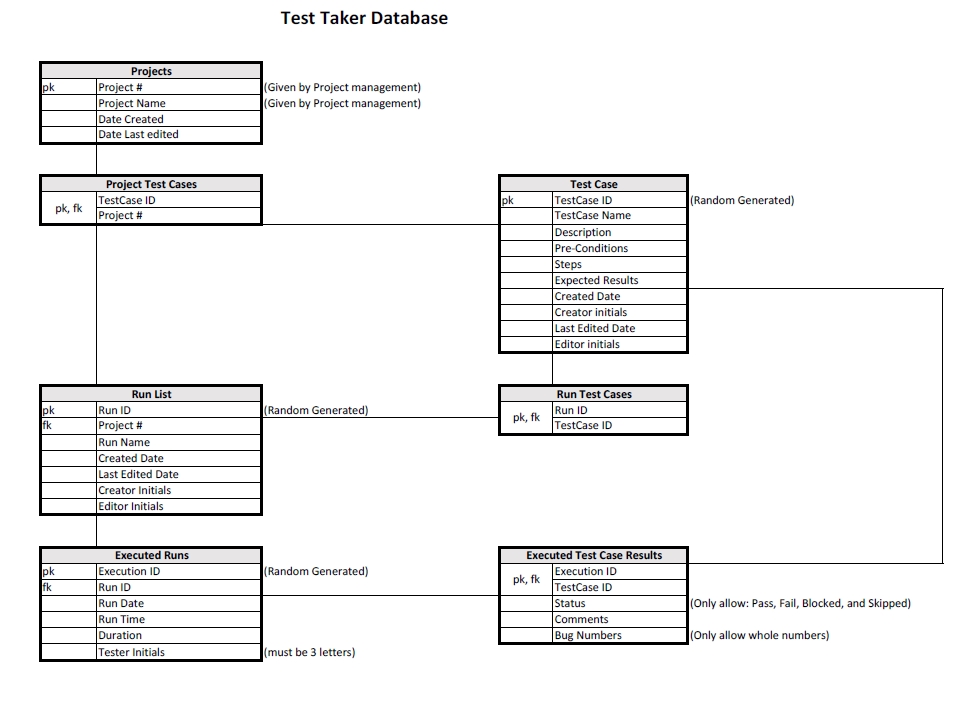 Test Taker Database
Projects
pk Project # (Given by Project management)
Project Name (Given by Project management)
Date Created
Date Last edited
Project Test Cases
pk, fk
TestCase ID
Project #
Test Case
pk TestCase ID (Random Generated)
TestCase Name
Description
Pre-Conditions
Steps
Expected Results
Created Date
Creator initials
Last Edited Date
Editor initials
Run List
pk Run ID (Random Generated)
fk Project #
Run Name
Created Date
Last Edited Date
Creator Initials
Editor Initials
Run Test Cases
pk, fk
Run ID
TestCase ID
Executed Runs
pk Execution ID (Random Generated)
fk Run ID
Run Date
Run Time
Duration
Tester Initials (must be 3 letters)
Executed Test Case Results
pk, fk
Execution ID
TestCase ID
Status (Only allow: Pass, Fail, Blocked, and Skipped)
Comments
Bug Numbers (Only allow whole numbers)